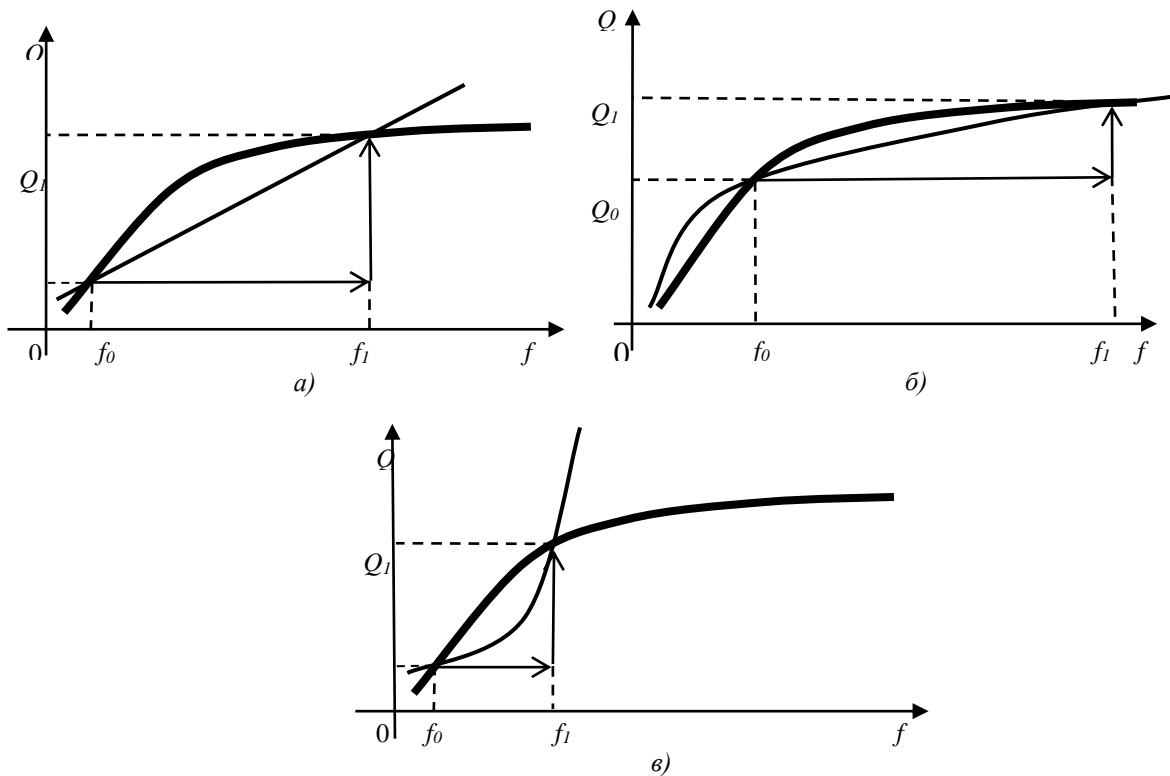 Q
Q₁
0 f₀ f₁ f
а)
Q
Q₁
Q₀
0 f₀ f₁ f
б)
Q
Q₁
0 f₀ f₁ f
в)